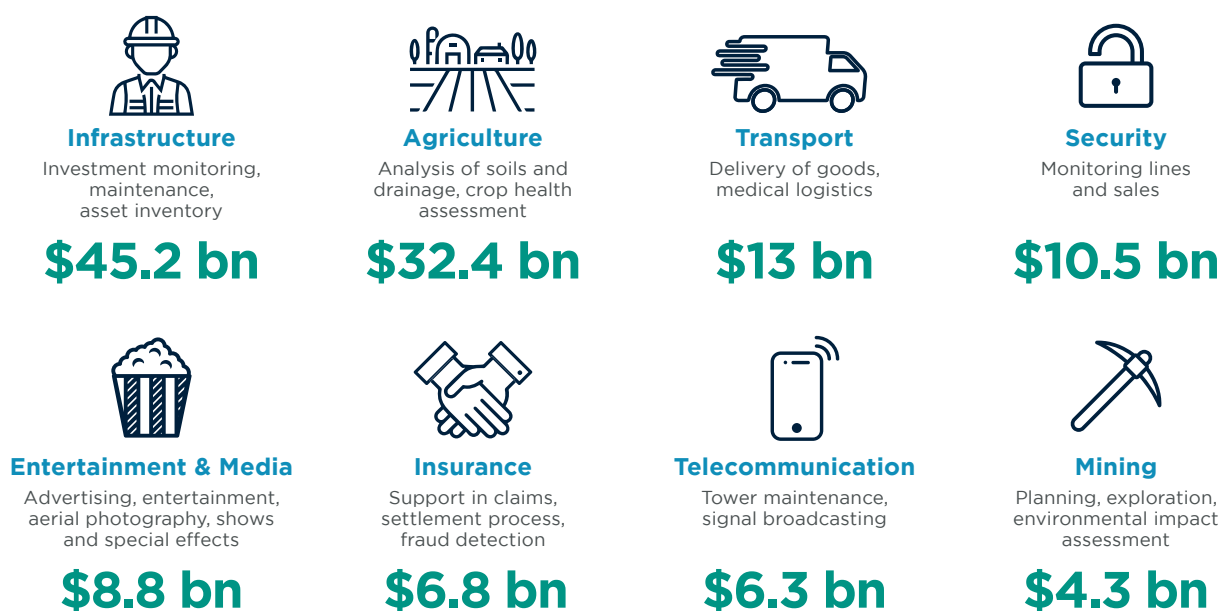 Infrastructure
Investment monitoring,
maintenance,
asset inventory
$45.2 bn
Agriculture
Analysis of soils and
drainage, crop health
assessment
$32.4 bn
Transport
Delivery of goods,
medical logistics
$13 bn
Security
Monitoring lines
and sales
$10.5 bn
Entertainment & Media
Advertising, entertainment,
aerial photography, shows
and special effects
$8.8 bn
Insurance
Support in claims,
settlement process,
fraud detection
$6.8 bn
Telecommunication
Tower maintenance,
signal broadcasting
$6.3 bn
Mining
Planning, exploration,
environmental impact
assessment
$4.3 bn